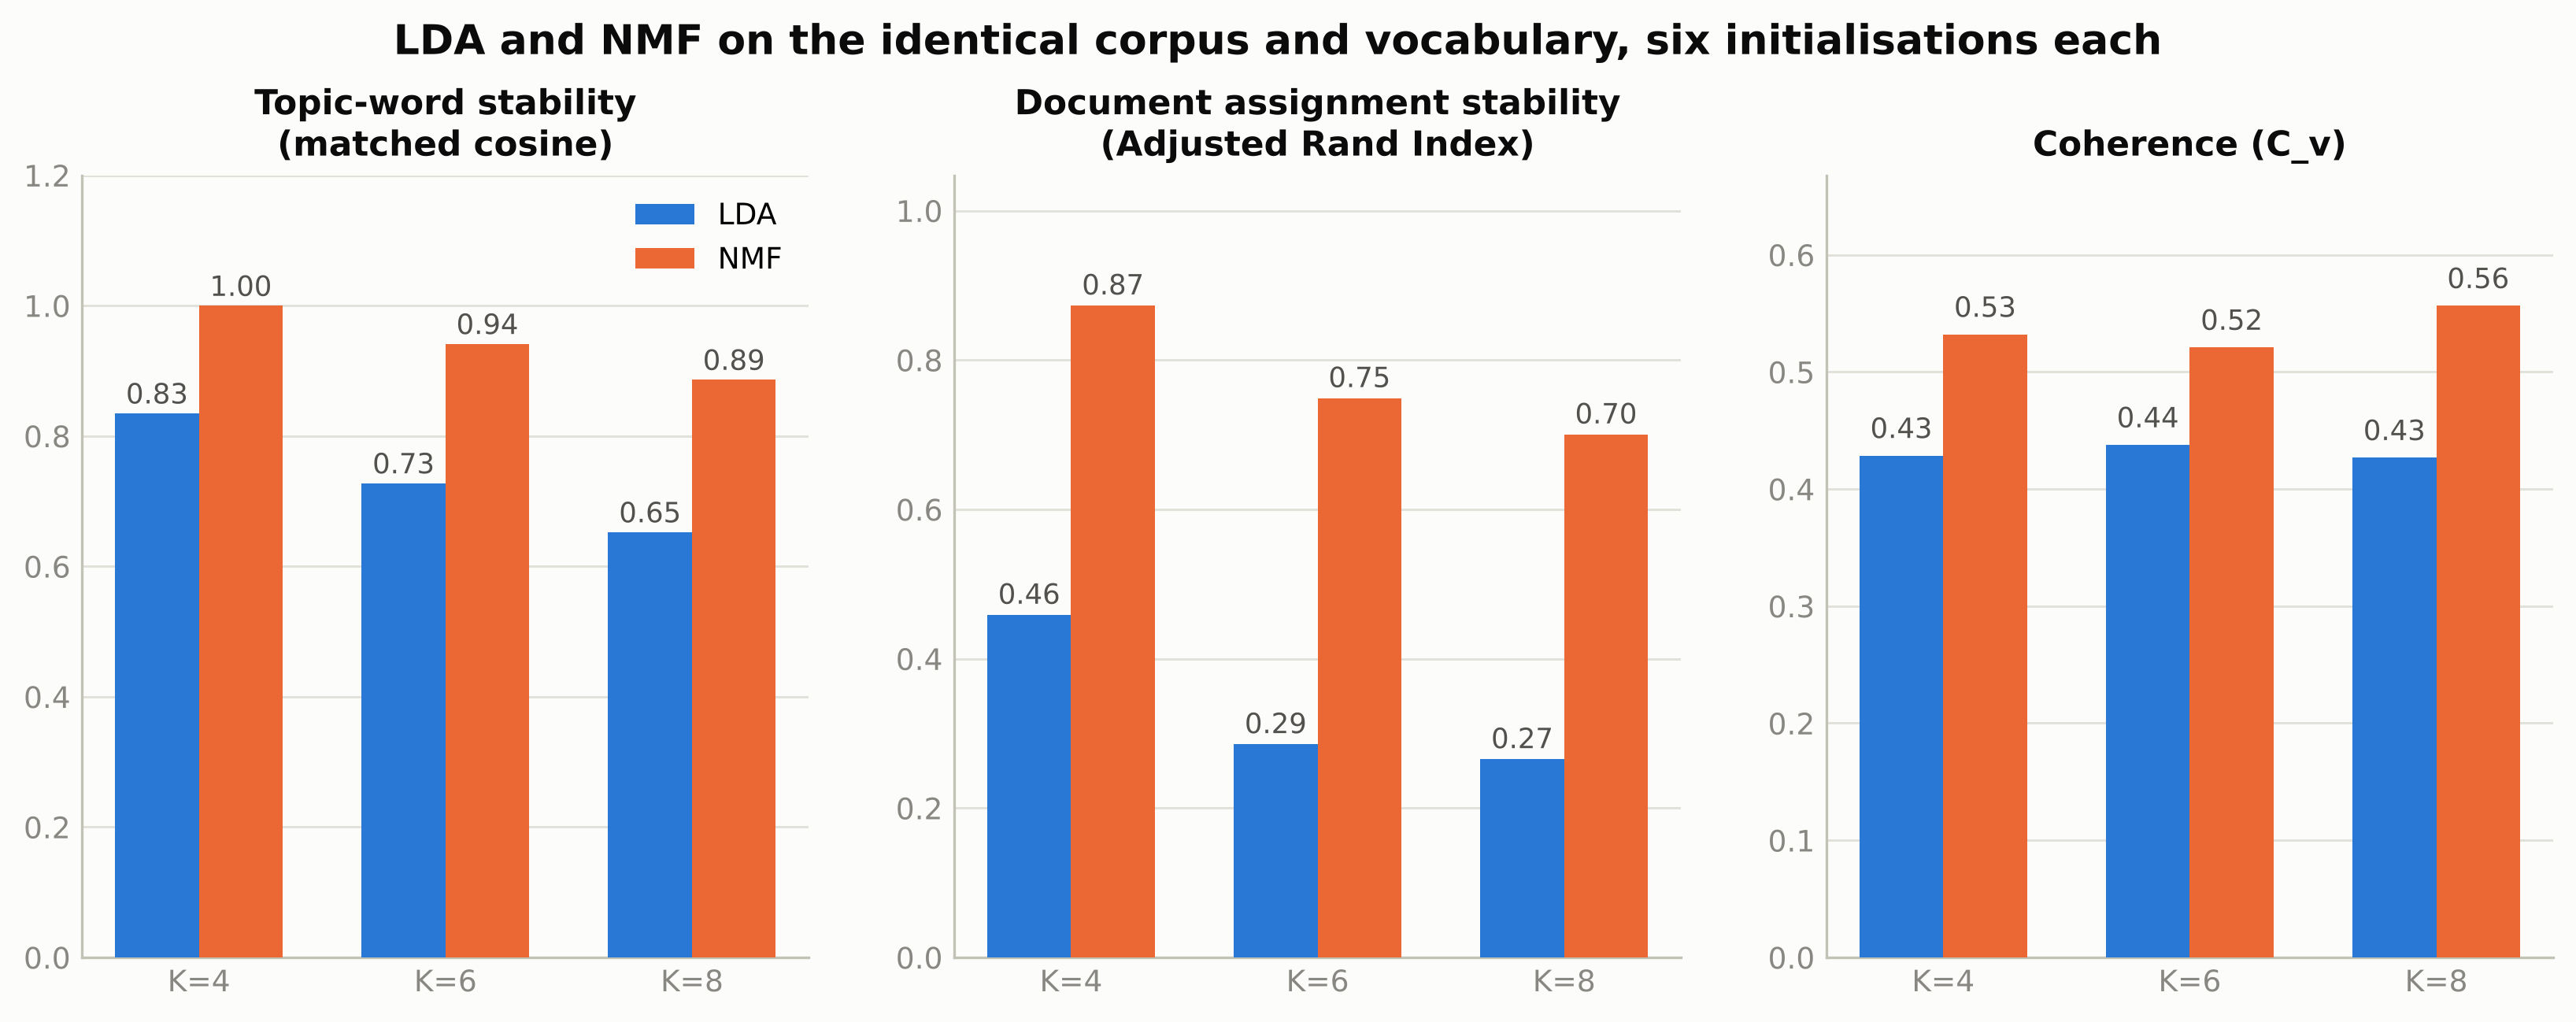 LDA and NMF on the identical corpus and vocabulary, six initialisations each
Topic-word stability
(matched cosine)
1.2
1.0
0.8
0.6
0.4
0.2
0.0
LDA
NMF
0.83
1.00
0.73
0.94
0.65
0.89
K=4
K=6
K=8
Document assignment stability
(Adjusted Rand Index)
1.0
0.8
0.6
0.4
0.2
0.0
0.46
0.87
0.29
0.75
0.27
0.70
K=4
K=6
K=8
Coherence (C_v)
0.6
0.5
0.4
0.3
0.2
0.1
0.0
0.43
0.53
0.44
0.52
0.43
0.56
K=4
K=6
K=8